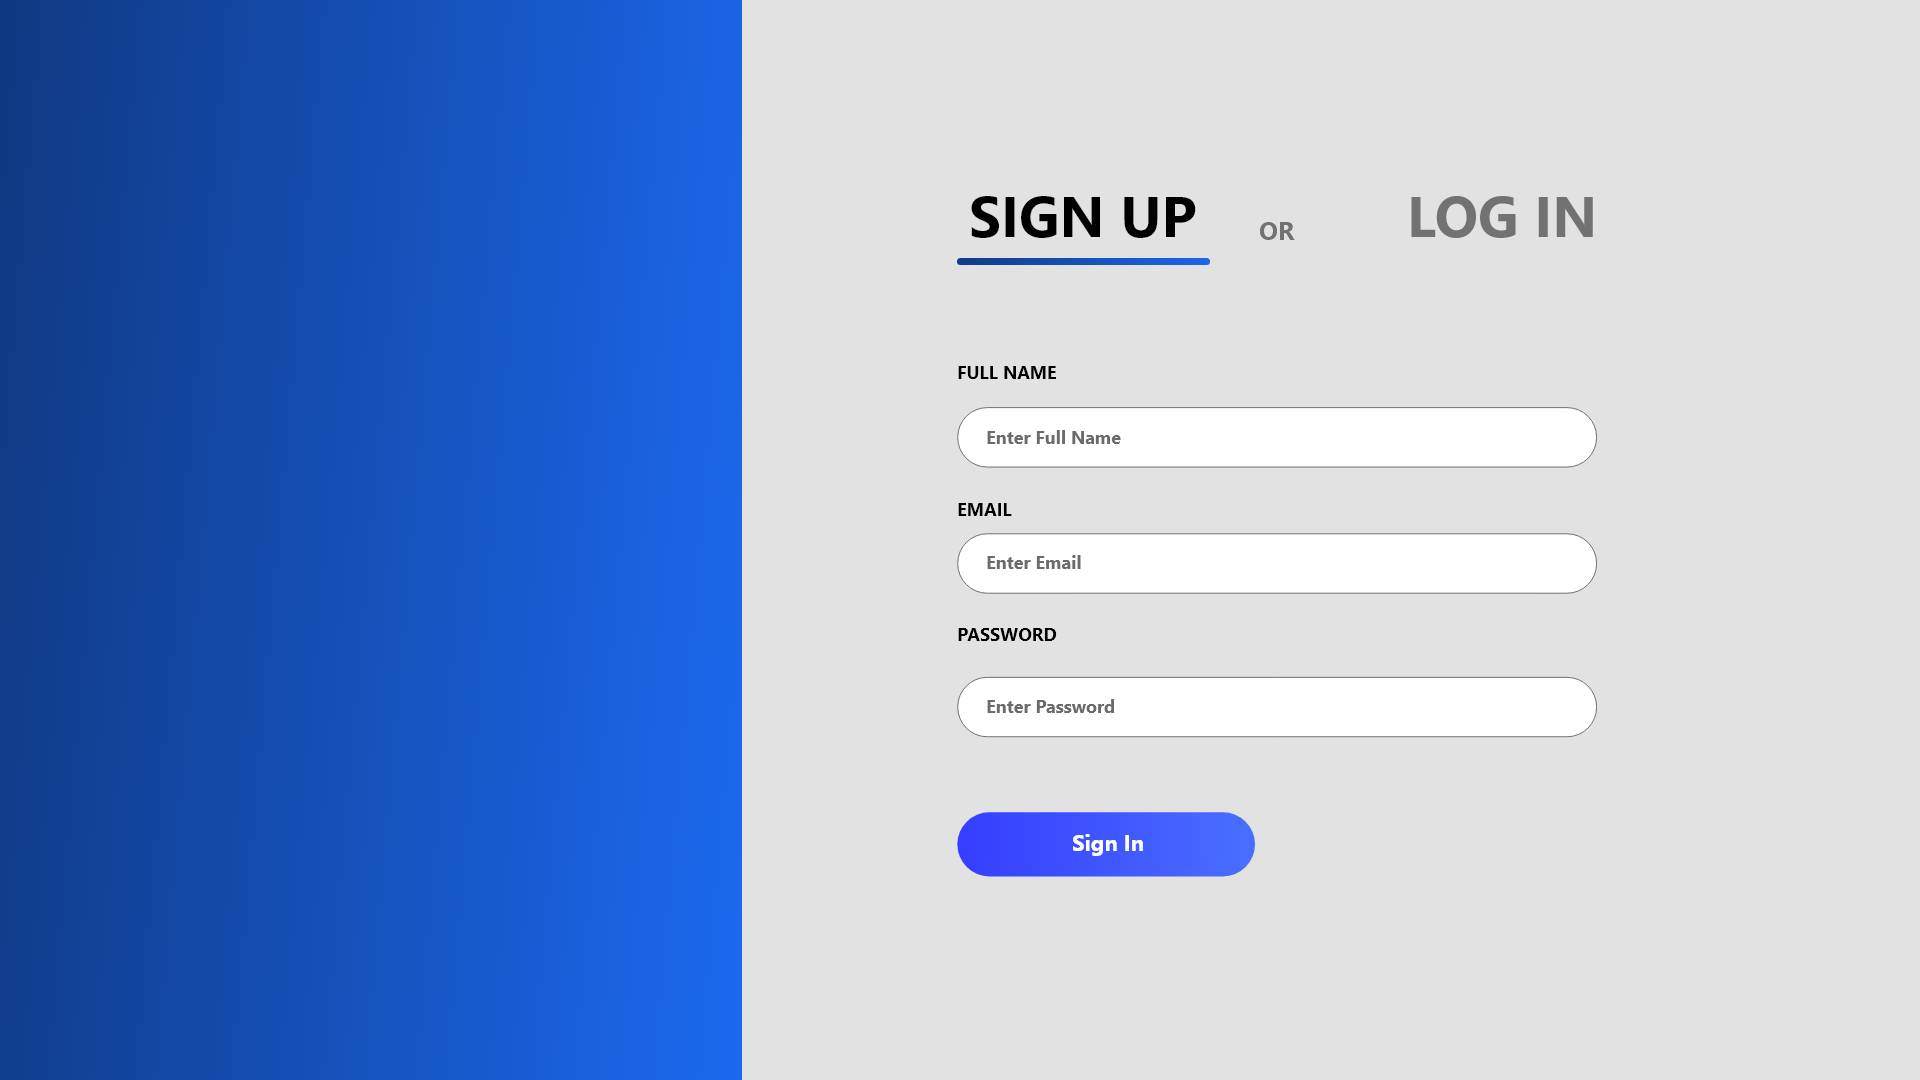 SIGN UP OR LOG IN
FULL NAME
Enter Full Name
EMAIL
Enter Email
PASSWORD
Enter Password
Sign In